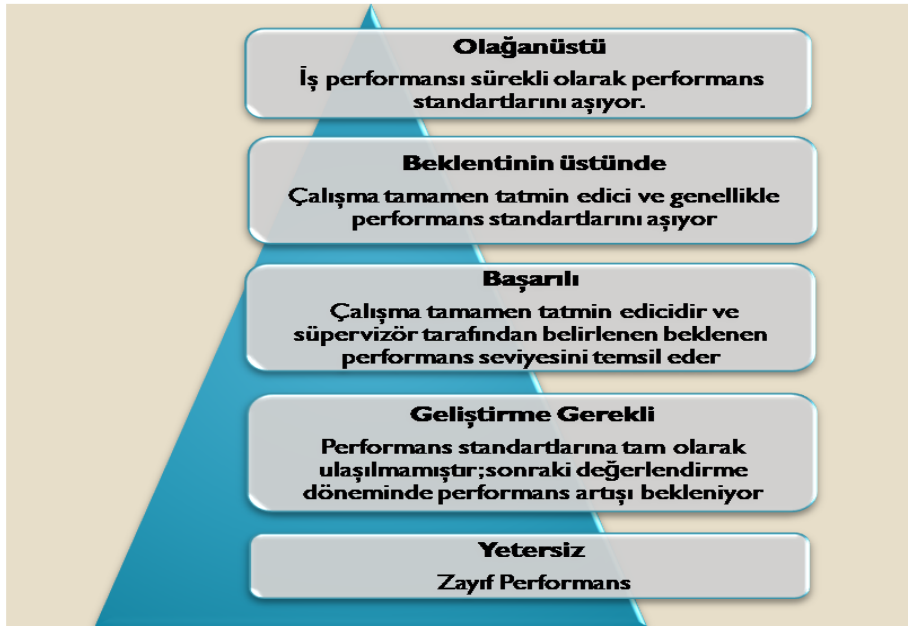 Olağanüstü
İş performansı sürekli olarak performans
standartlarını aşıyor.
Beklentinin üstünde
Çalışma tamamen tatmin edici ve genellikle
performans standartlarını aşıyor
Başarılı
Çalışma tamamen tatmin edicidir ve
süpervizör tarafından belirlenen beklenen
performans seviyesini temsil eder
Geliştirme Gerekli
Performans standartlarına tam olarak
ulaşılmamıştır;sonraki değerlendirme
döneminde performans artışı bekleniyor
Yetersiz
Zayıf Performans